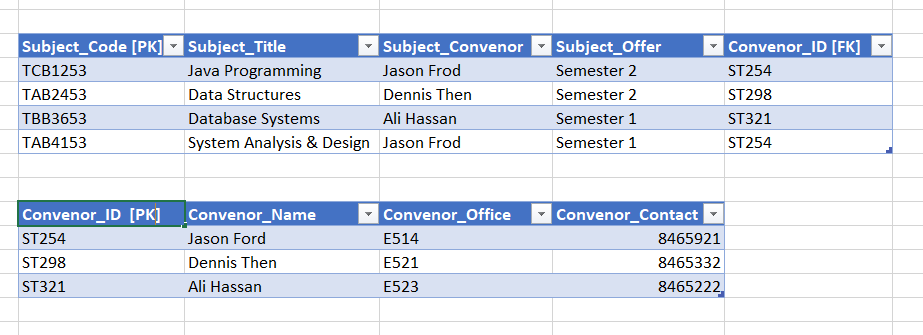 Subject_Code [PK] Subject_Title Subject_Convenor Subject_Offer Convenor_ID [FK]
TCB1253 Java Programming Jason Frod Semester 2 ST254
TAB2453 Data Structures Dennis Then Semester 2 ST298
TBB3653 Database Systems Ali Hassan Semester 1 ST321
TAB4153 System Analysis & Design Jason Frod Semester 1 ST254
Convenor_ID [PK] Convenor_Name Convenor_Office Convenor_Contact
ST254 Jason Ford E514 8465921
ST298 Dennis Then E521 8465332
ST321 Ali Hassan E523 8465222